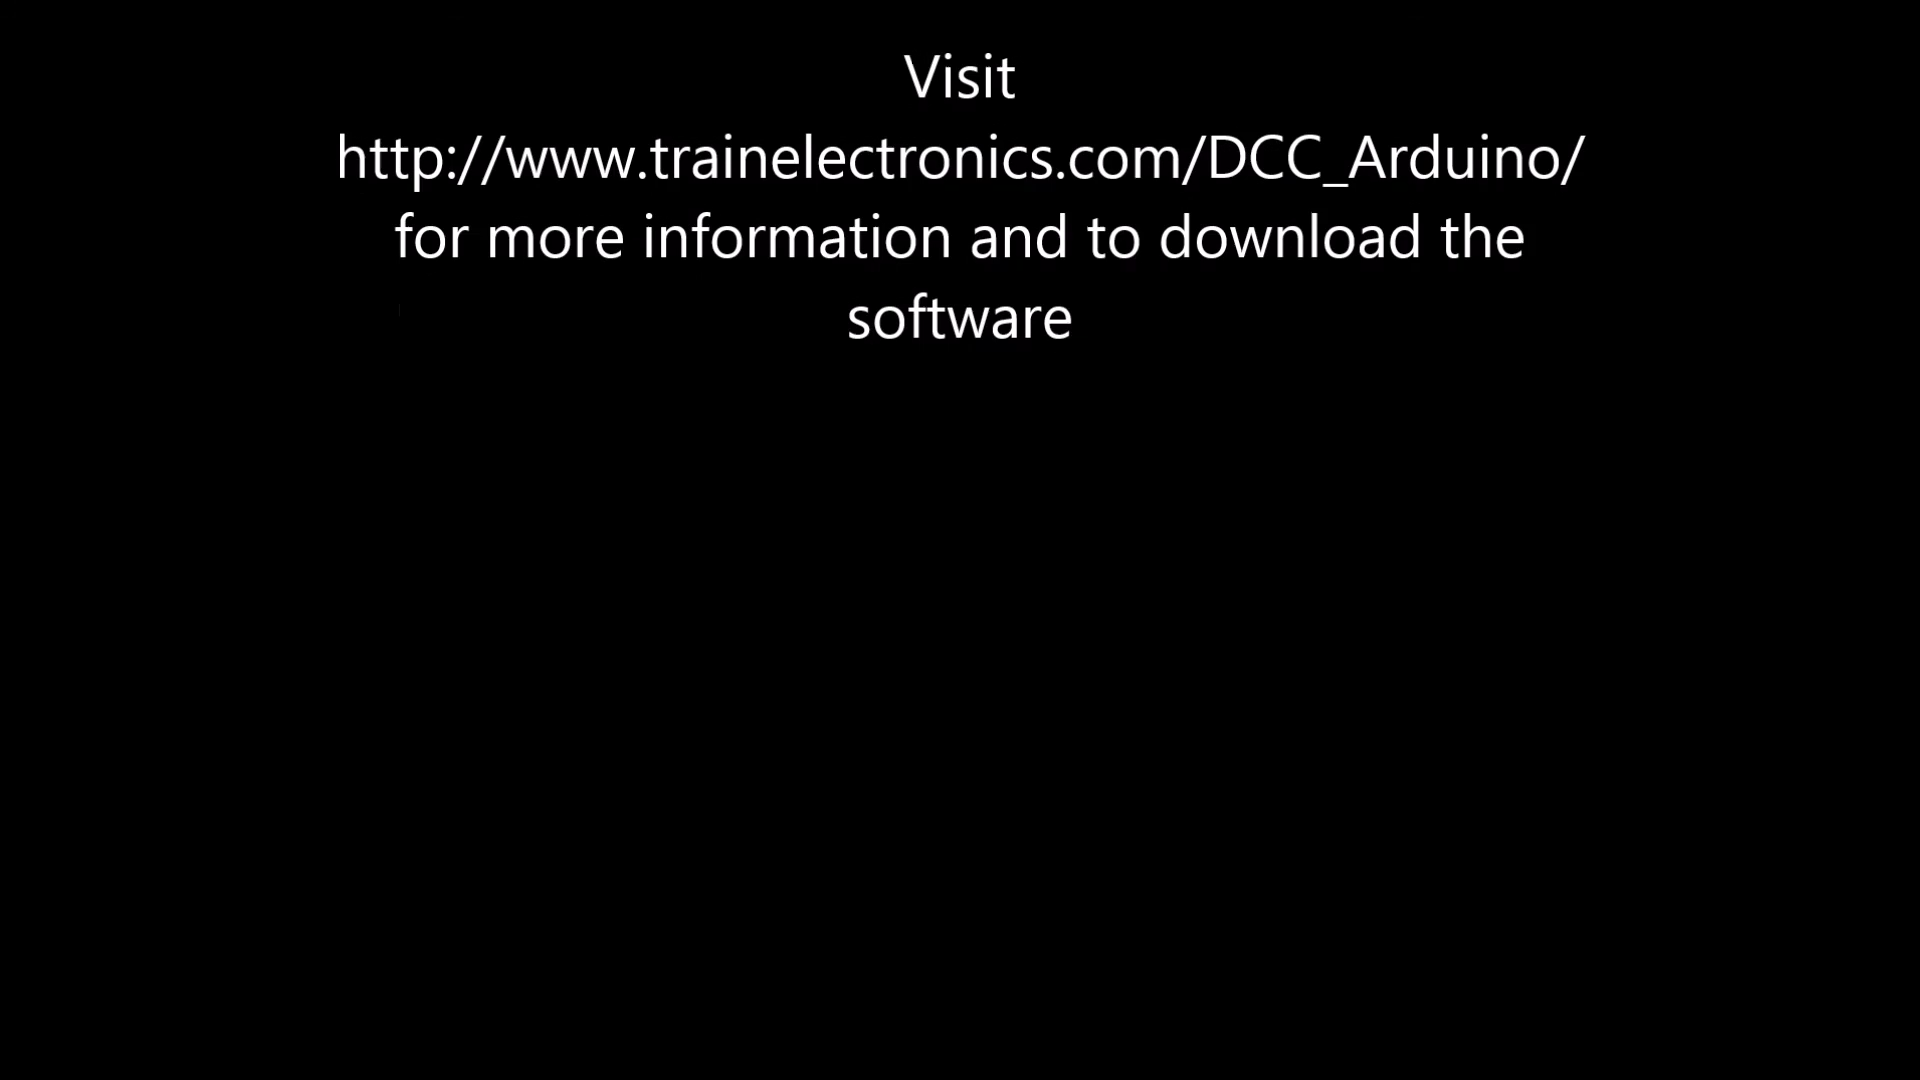 Visit
http://www.trainelectronics.com/DCC_Arduino/
for more information and to download the
software